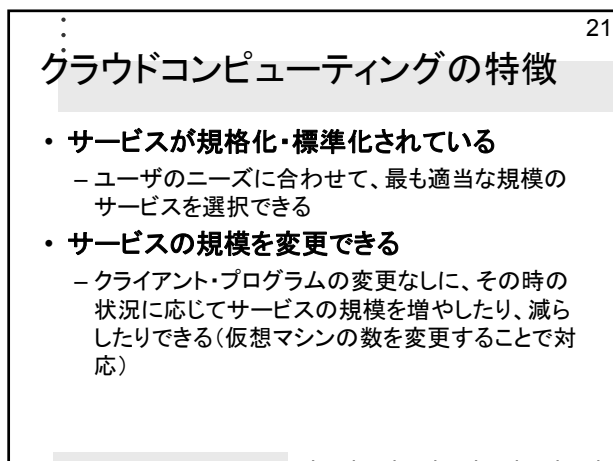 21
クラウドコンピューティングの特徴
• サービスが規格化・標準化されている
– ユーザのニーズに合わせて、最も適当な規模の
サービスを選択できる
• サービスの規模を変更できる
– クライアント・プログラムの変更なしに、その時の
状況に応じてサービスの規模を増やしたり、減ら
したりできる(仮想マシンの数を変更することで対
応)